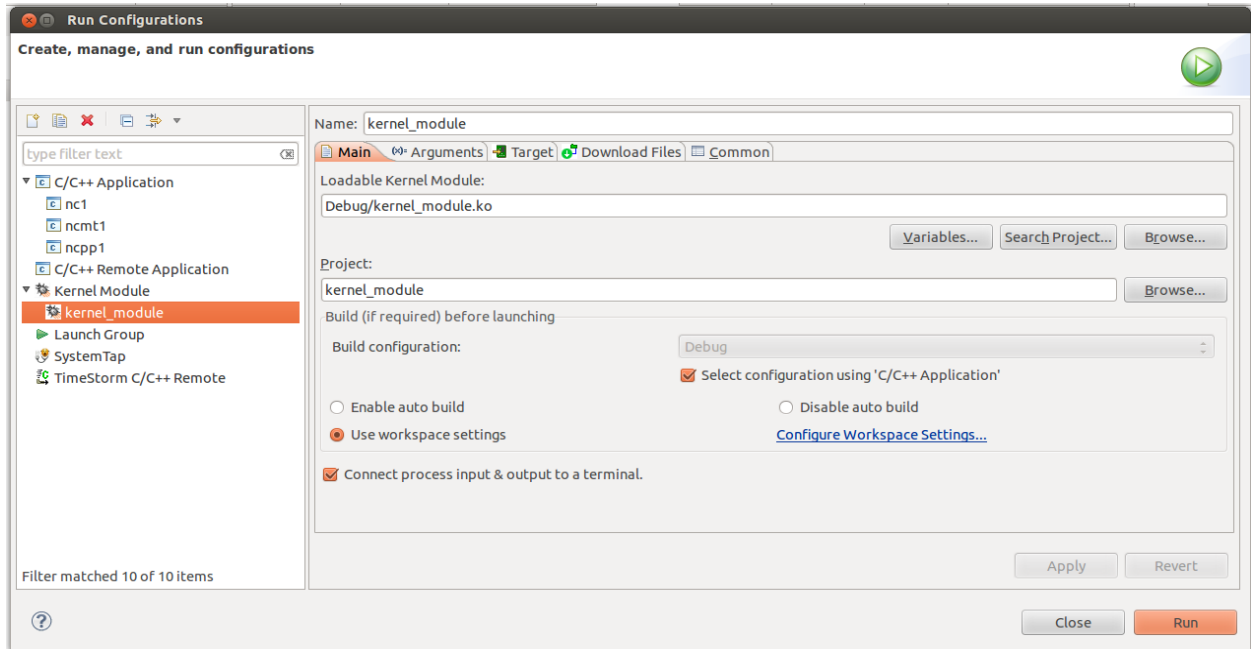 Run Configurations
Create, manage, and run configurations
type filter text
C/C++ Application
nc1
ncmt1
ncpp1
C/C++ Remote Application
Kernel Module
kernel_module
Launch Group
SystemTap
TimeStorm C/C++ Remote
Filter matched 10 of 10 items
Name: kernel_module
Main (x)= Arguments Target Download Files Common
Loadable Kernel Module:
Debug/kernel_module.ko
Variables... Search Project... Browse...
Project:
kernel_module Browse...
Build (if required) before launching
Build configuration: Debug
Select configuration using 'C/C++ Application'
Enable auto build Disable auto build
Use workspace settings Configure Workspace Settings...
Connect process input & output to a terminal.
Apply Revert
Close Run